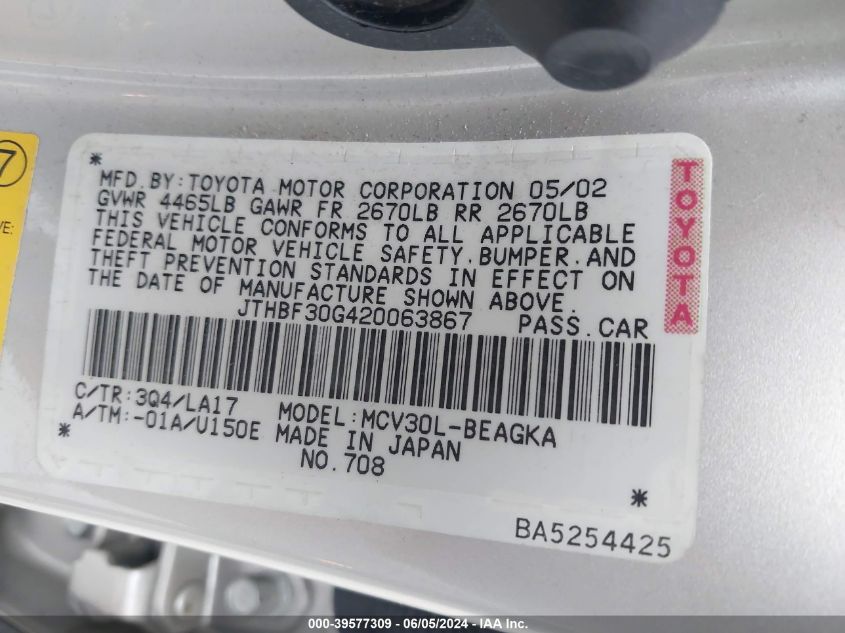 7
VE:
*
MFD. BY: TOYOTA MOTOR CORPORATION 05/02
GVWR 4465LB GAWR FR 2670LB RR 2670LB
THIS VEHICLE CONFORMS TO ALL APPLICABLE
FEDERAL MOTOR VEHICLE SAFETY, BUMPER, AND
THEFT PREVENTION STANDARDS IN EFFECT ON
THE DATE OF MANUFACTURE SHOWN ABOVE.
JTHBF30G420063867 PASS. CAR
TOYOTA
C/TR: 3Q4/LA17 MODEL: MCV30L-BEAGKA
A/TM: -01A/U150E MADE IN JAPAN
* NO. 708 *
BA5254425
000-39577309 - 06/05/2024 - IAA Inc.